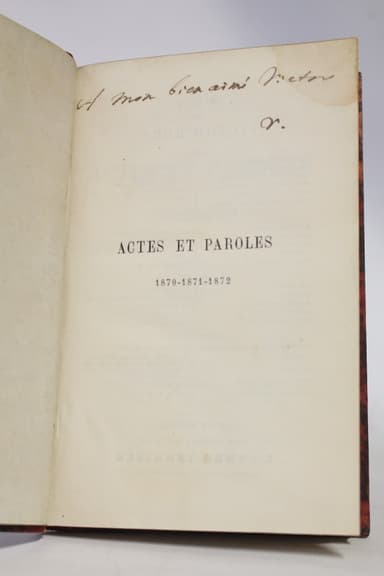 A mon bien aimé Victor
V.
ACTES ET PAROLES
1870-1871-1872